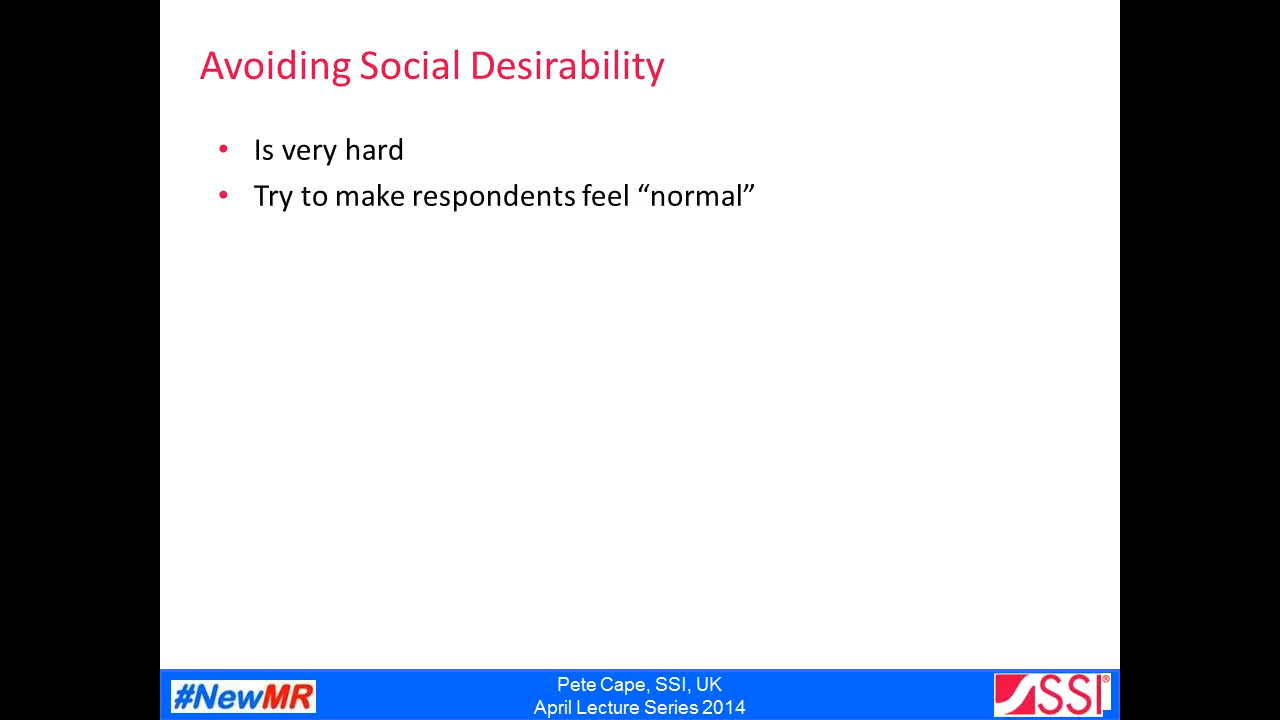 Avoiding Social Desirability
• Is very hard
• Try to make respondents feel “normal”
#NewMR
Pete Cape, SSI, UK
April Lecture Series 2014
SSI®